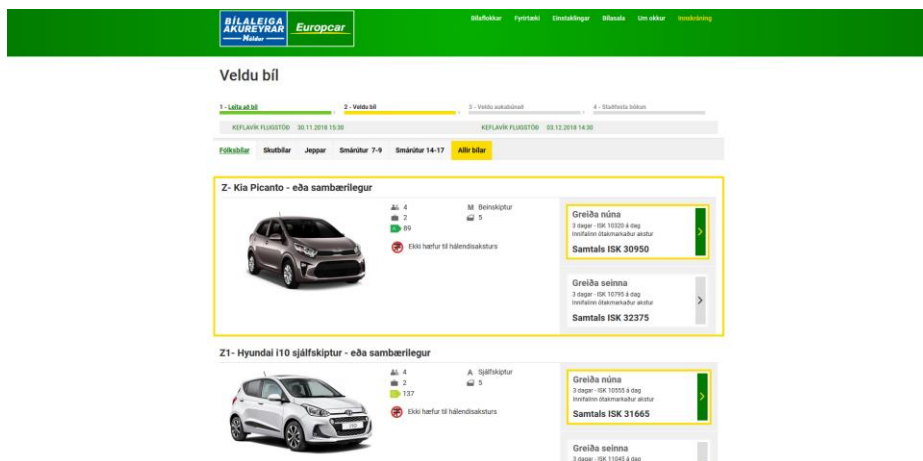 BÍLALEIGA
AKUREYRAR
Höldur
Europcar
Bílaflokkar Fyrirtæki Einstaklingar Bílasala Um okkur Innskráning
Veldu bíl
1 - Leita að bíl 2 - Veldu bíl 3 - Veldu aukabúnað 4 - Staðfesta bókun
KEFLAVÍK FLUGSTÖÐ 30.11.2018 15:30 KEFLAVÍK FLUGSTÖÐ 03.12.2018 14:30
Fólksbílar Skutbílar Jeppar Smárútur 7-9 Smárútur 14-17 Allir bílar
Z- Kia Picanto - eða sambærilegur
4 M Beinskiptur
2 5
89
Ekki hæfur til hálendisaksturs
Greiða núna
3 dagar - ISK 10320 á dag
Innifalinn ótakmarkaður akstur
Samtals ISK 30950
Greiða seinna
3 dagar - ISK 10795 á dag
Innifalinn ótakmarkaður akstur
Samtals ISK 32375
Z1- Hyundai i10 sjálfskiptur - eða sambærilegur
4 A Sjálfskiptur
2 5
137
Ekki hæfur til hálendisaksturs
Greiða núna
3 dagar - ISK 10555 á dag
Innifalinn ótakmarkaður akstur
Samtals ISK 31665
Greiða seinna
3 dagar - ISK 11045 á dag